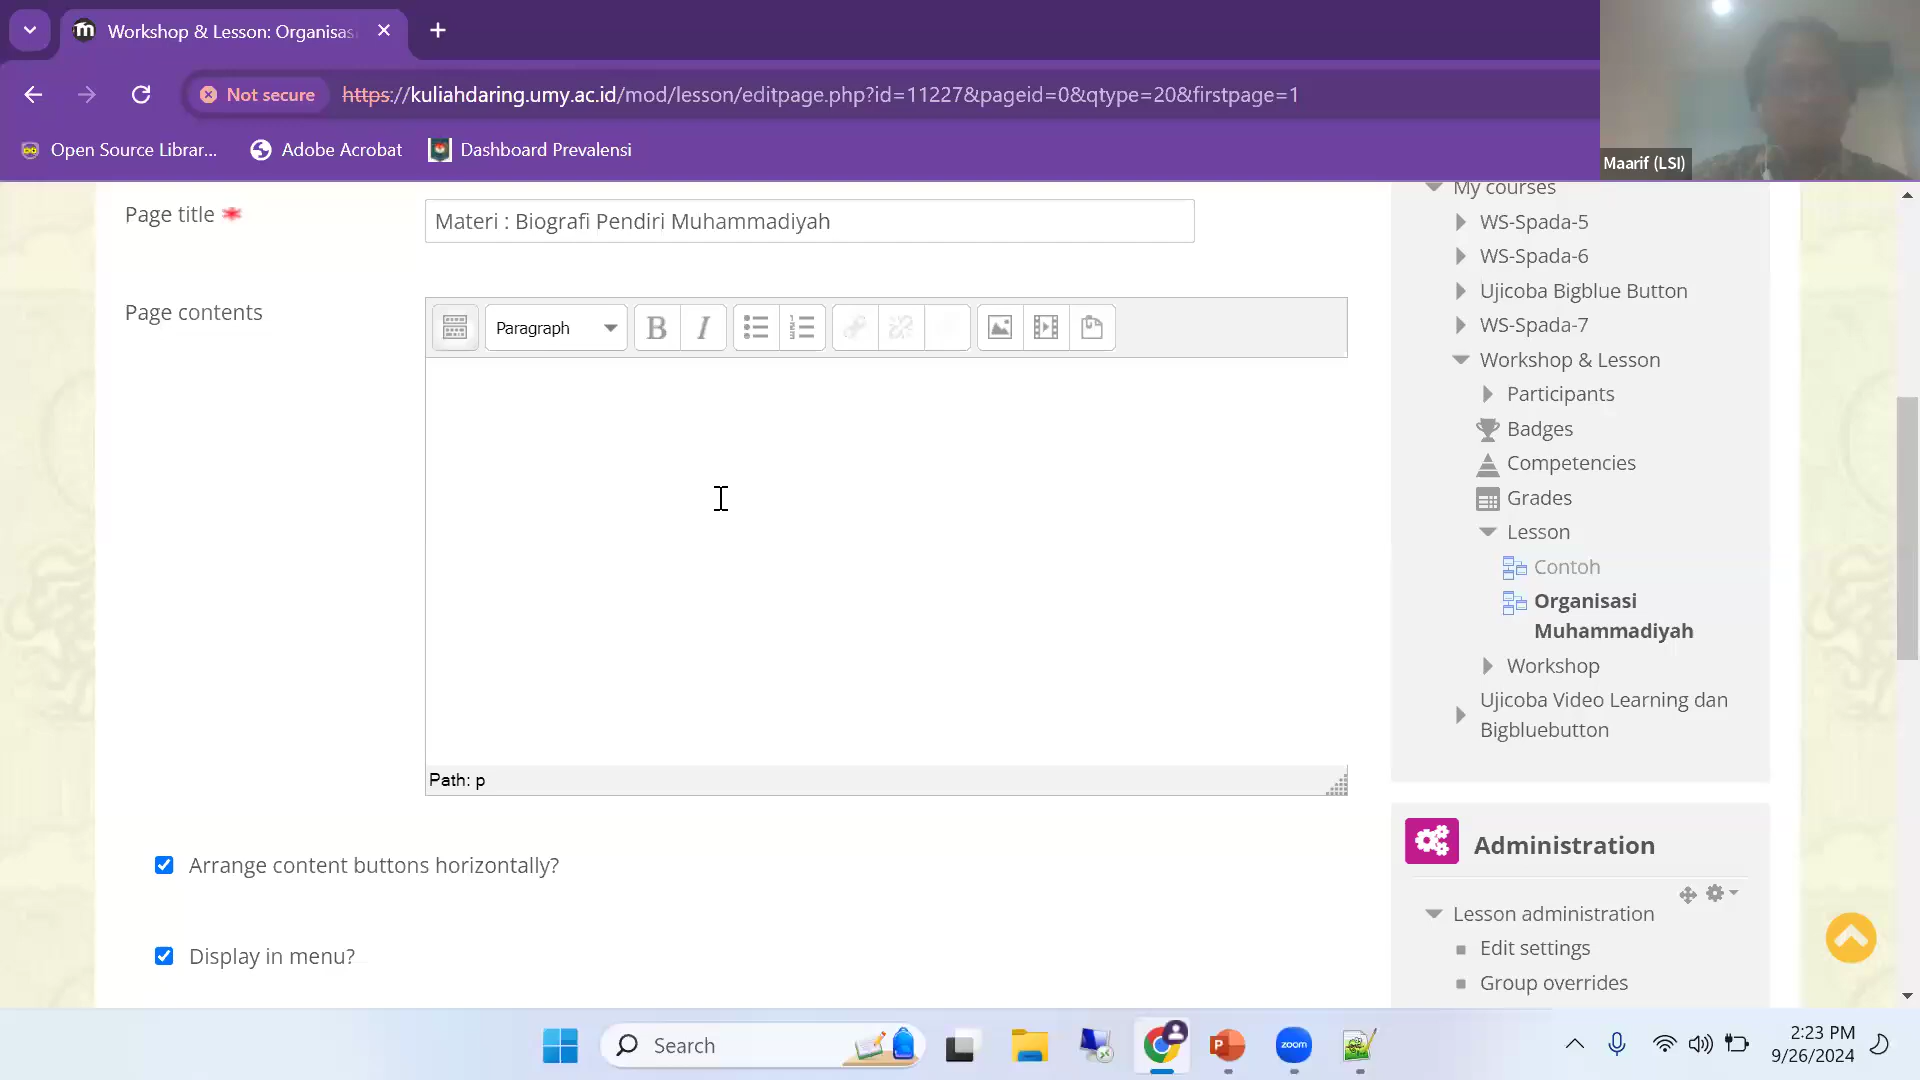 Workshop & Lesson: Organisas
Not secure
https://kuliahdaring.umy.ac.id/mod/lesson/editpage.php?id=11227&pageid=0&qtype=20&firstpage=1
Open Source Librar...
Adobe Acrobat
Dashboard Prevalensi
Maarif (LSI)
Page title
Materi : Biografi Pendiri Muhammadiyah
Page contents
Paragraph
B
I
Path: p
Arrange content buttons horizontally?
Display in menu?
My courses
WS-Spada-5
WS-Spada-6
Ujicoba Bigblue Button
WS-Spada-7
Workshop & Lesson
Participants
Badges
Competencies
Grades
Lesson
Contoh
Organisasi
Muhammadiyah
Workshop
Ujicoba Video Learning dan
Bigbluebutton
Administration
Lesson administration
Edit settings
Group overrides
Search
zoom
2:23 PM
9/26/2024